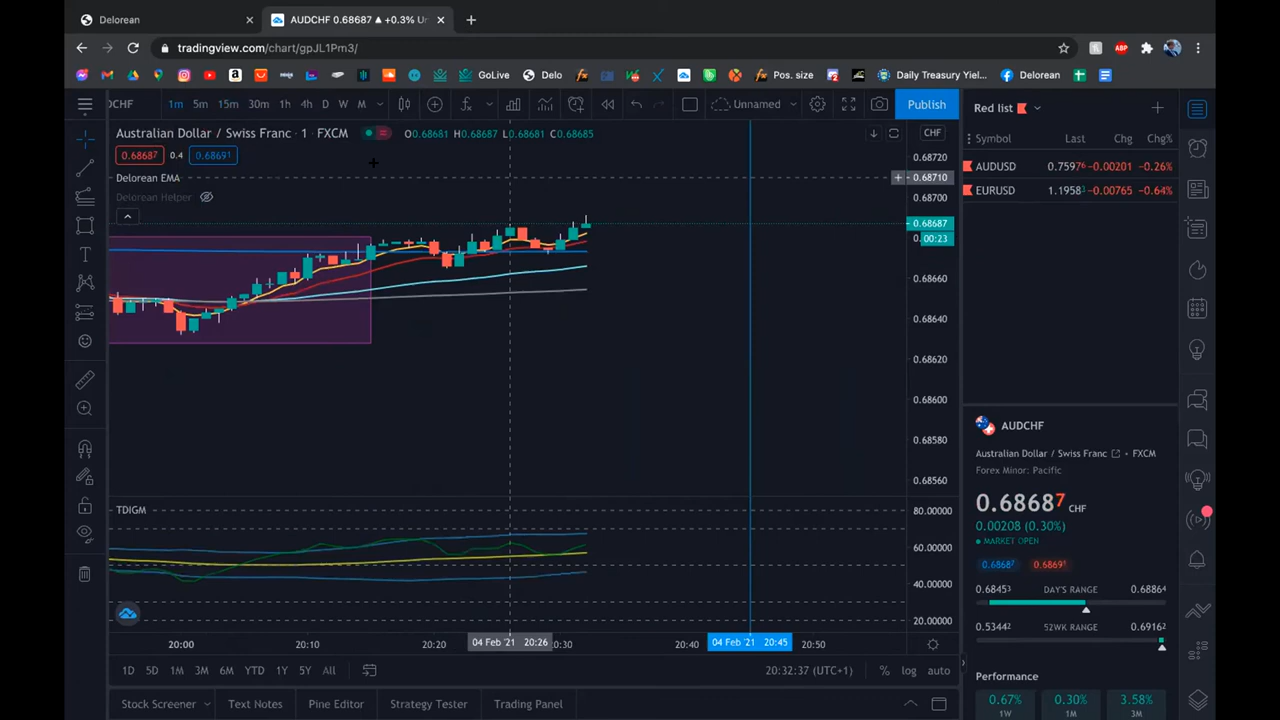 Delorean
AUDCHF 0.68687 ▲ +0.3% Un
tradingview.com/chart/gpJL1Pm3/
ABP
GoLive
Delo
Pos. size
Daily Treasury Yiel...
Delorean
CHF
1m 5m 15m 30m 1h 4h D W M
Unnamed
Publish
Red list
Australian Dollar / Swiss Franc · 1 · FXCM
O0.68681 H0.68687 L0.68681 C0.68685
CHF
Symbol Last Chg Chg%
0.68687 0.4 0.68691
0.68720
AUDUSD 0.7597⁶ −0.00201 −0.26%
Delorean EMA
0.68710
EURUSD 1.1958³ −0.00765 −0.64%
Delorean Helper
0.68700
0.68687
00:23
0.68660
0.68640
0.68620
0.68600
0.68580
0.68560
AUDCHF
Australian Dollar / Swiss Franc • FXCM
Forex Minor: Pacific
0.6868⁷ CHF
0.00208 (0.30%)
MARKET OPEN
0.6868⁷ 0.6869¹
0.6845³ DAY'S RANGE 0.6886⁴
0.5344² 52WK RANGE 0.6916²
TDIGM
80.00000
60.00000
40.00000
20.00000
20:00 20:10 20:20 04 Feb '21 20:26 0:30 20:40 04 Feb '21 20:45 20:50
1D 5D 1M 3M 6M YTD 1Y 5Y All
20:32:37 (UTC+1) % log auto
Performance
0.67% 0.30% 3.58%
1W 1M 3M
Stock Screener Text Notes Pine Editor Strategy Tester Trading Panel